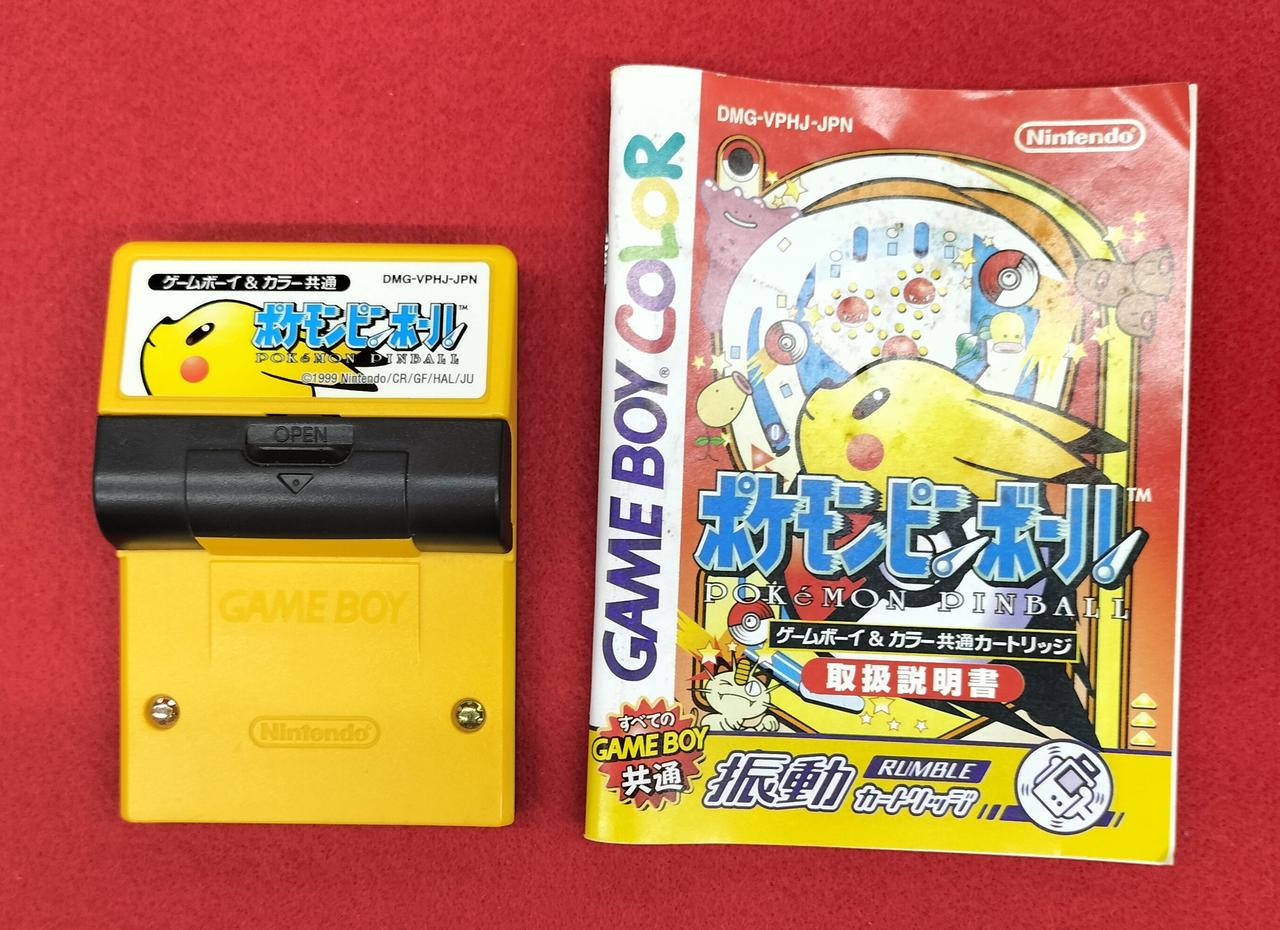 ゲームボーイ & カラー共通
DMG-VPHJ-JPN
ポケモンピンボール™
POKéMON PINBALL
©1999 Nintendo/CR/GF/HAL/JU
OPEN
GAME BOY
Nintendo
GAME BOY COLOR
DMG-VPHJ-JPN
Nintendo®
ポケモンピンボール™
POKéMON PINBALL
ゲームボーイ & カラー共通カートリッジ
取扱説明書
すべての
GAME BOY
共通
振動 RUMBLE
カートリッジ